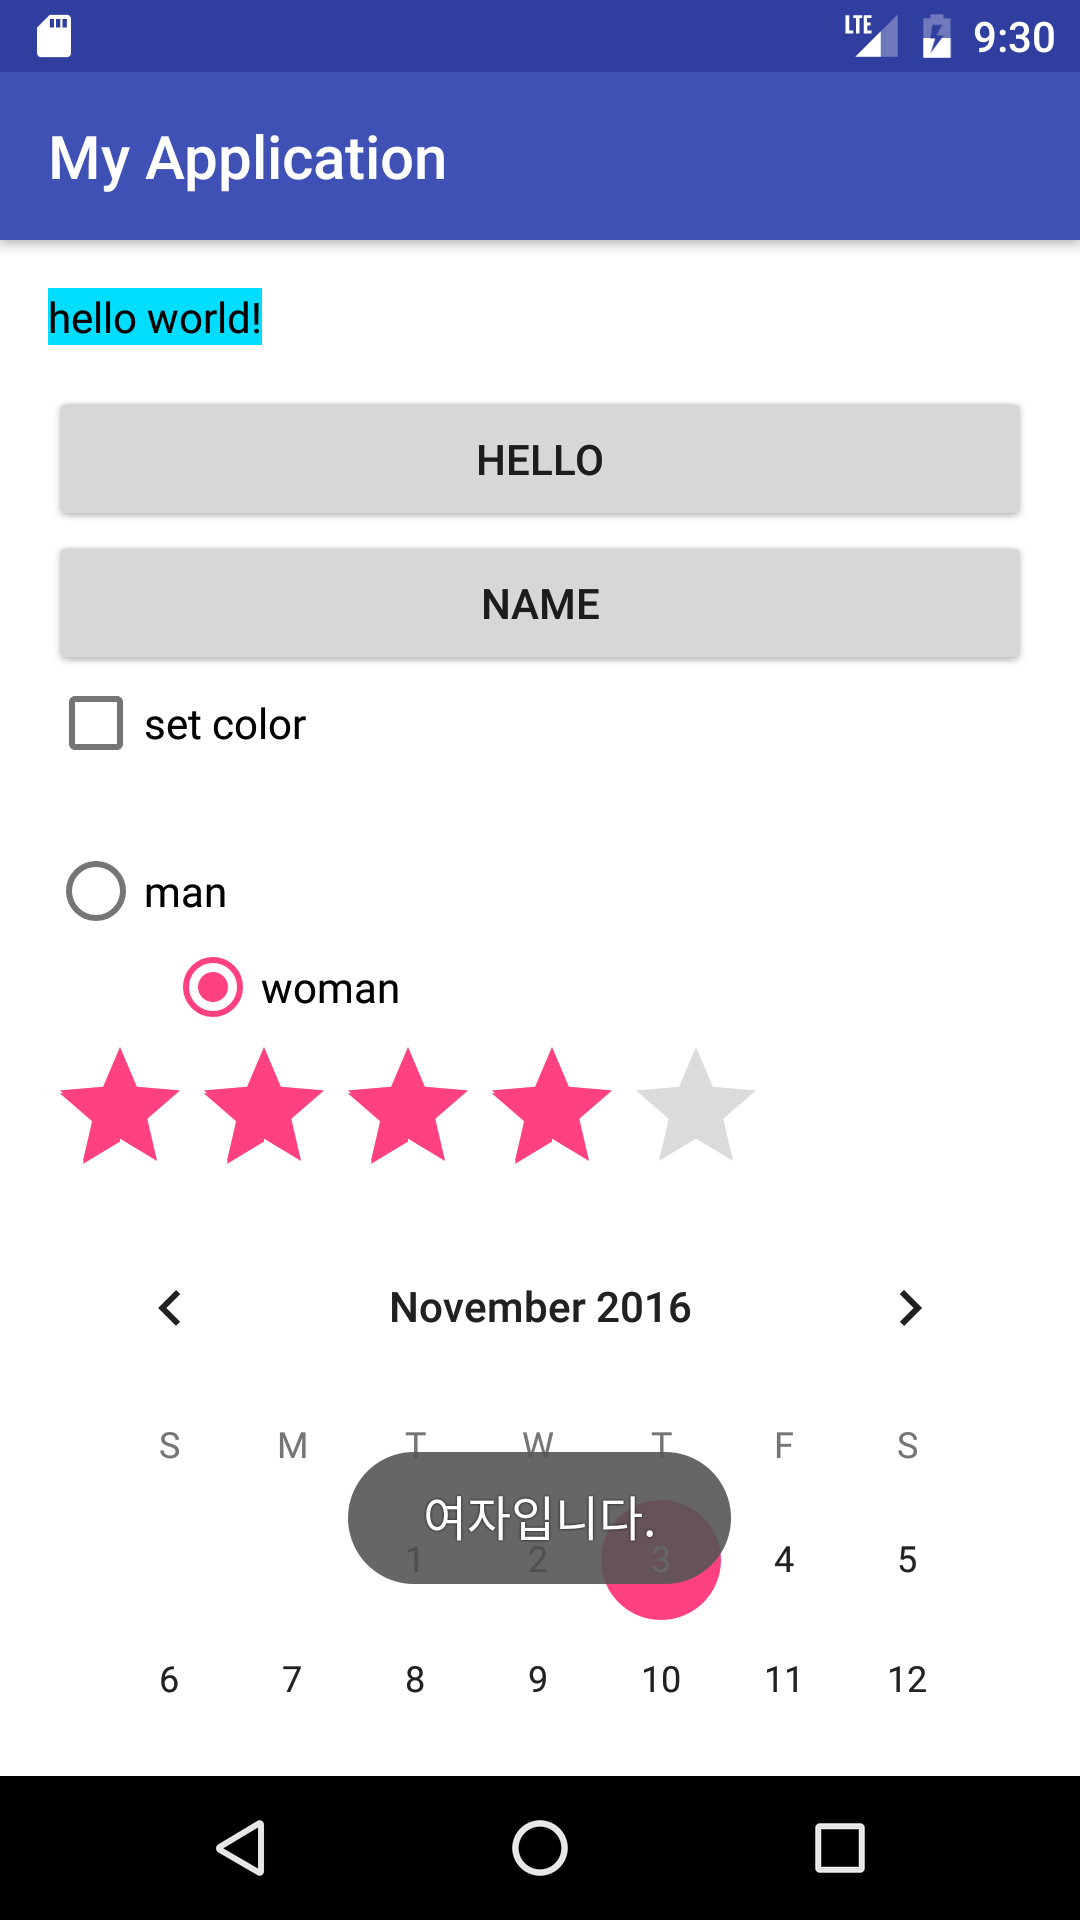 LTE 9:30
My Application
hello world!
HELLO
NAME
set color
man
woman
November 2016
S M T W T F S
1 2 3 4 5
여자입니다.
6 7 8 9 10 11 12